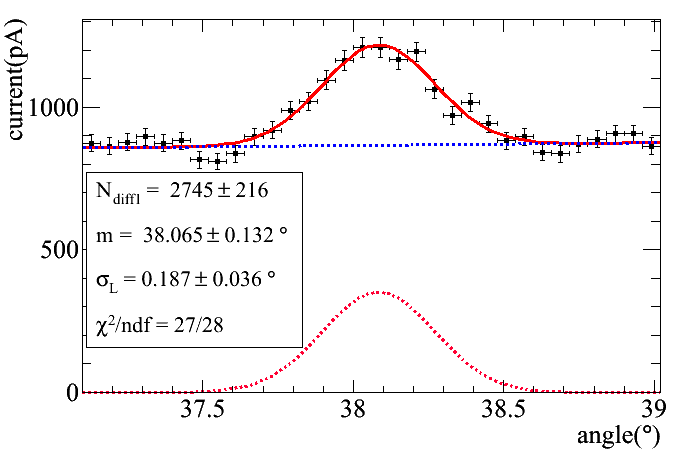 current(pA)
1000
500
0
N_diff1 = 2745 ± 216
m = 38.065 ± 0.132 °
σ_L = 0.187 ± 0.036 °
χ²/ndf = 27/28
37.5 38 38.5 39
angle(°)